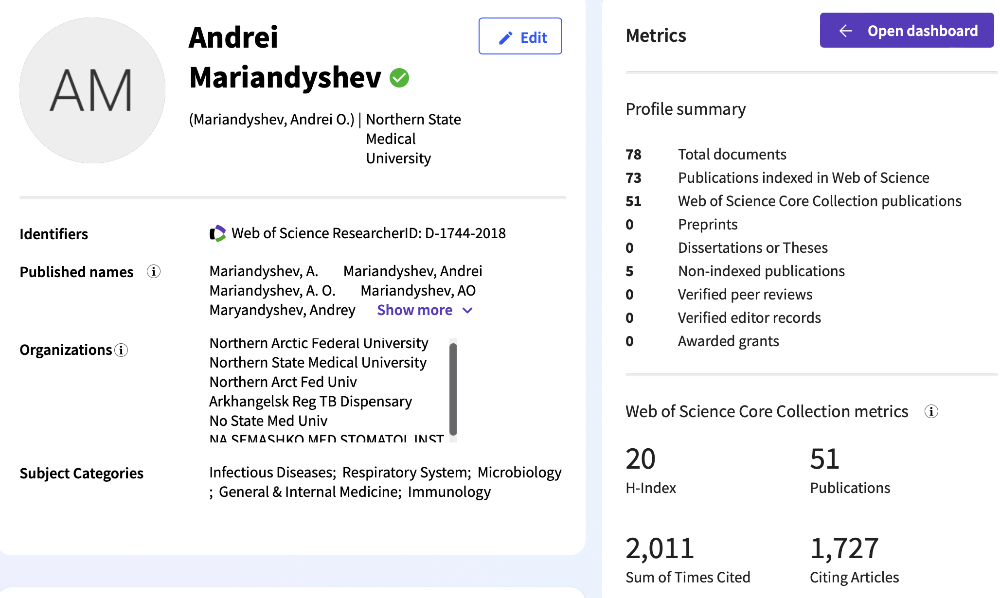 AM
Andrei
Mariandyshev
Edit
(Mariandyshev, Andrei O.) | Northern State
Medical
University
Identifiers
Web of Science ResearcherID: D-1744-2018
Published names
Mariandyshev, A. Mariandyshev, Andrei
Mariandyshev, A. O. Mariandyshev, AO
Maryandyshev, Andrey Show more
Organizations
Northern Arctic Federal University
Northern State Medical University
Northern Arct Fed Univ
Arkhangelsk Reg TB Dispensary
No State Med Univ
NA SEMASHKO MED STOMATOL INST
Subject Categories
Infectious Diseases; Respiratory System; Microbiology
; General & Internal Medicine; Immunology
Metrics
Open dashboard
Profile summary
78 Total documents
73 Publications indexed in Web of Science
51 Web of Science Core Collection publications
0 Preprints
0 Dissertations or Theses
5 Non-indexed publications
0 Verified peer reviews
0 Verified editor records
0 Awarded grants
Web of Science Core Collection metrics
20 51
H-Index Publications
2,011 1,727
Sum of Times Cited Citing Articles